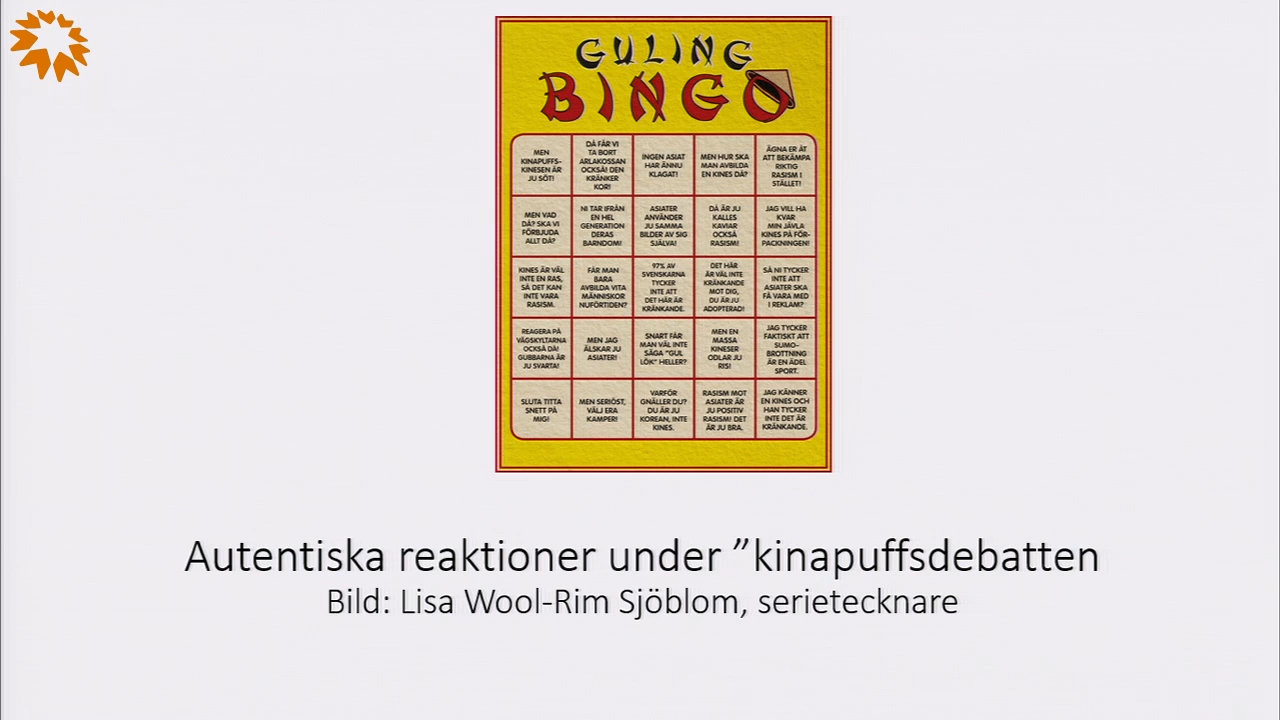 GULING
BINGO
MEN
KINAPUFFS-
KINESEN ÄR
JU SÖT!
DÅ FÅR VI
TA BORT
ARLAKOSSAN
OCKSÅ! DEN
KRÄNKER
KOR!
INGEN ASIAT
HAR ÄNNU
KLAGAT!
MEN HUR SKA
MAN AVBILDA
EN KINES DÅ?
ÄGNA ER ÅT
ATT BEKÄMPA
RIKTIG
RASISM I
STÄLLET!
MEN VAD
DÅ? SKA VI
FÖRBJUDA
ALLT DÅ?
NI TAR IFRÅN
EN HEL
GENERATION
DERAS
BARNDOM!
ASIATER
ANVÄNDER
JU SAMMA
BILDER AV SIG
SJÄLVA!
DÅ ÄR JU
KALLES
KAVIAR
OCKSÅ
RASISM!
JAG VILL HA
KVAR
MIN JÄVLA
KINES PÅ FÖR-
PACKNINGEN!
KINES ÄR VÄL
INTE EN RAS,
SÅ DET KAN
INTE VARA
RASISM.
FÅR MAN
BARA
AVBILDA VITA
MÄNNISKOR
NUFÖRTIDEN?
97% AV
SVENSKARNA
TYCKER
INTE ATT
DET HÄR ÄR
KRÄNKANDE.
DET HÄR
ÄR VÄL INTE
KRÄNKANDE
MOT DIG,
DU ÄR JU
ADOPTERAD!
SÅ NI TYCKER
INTE ATT
ASIATER SKA
FÅ VARA MED
I REKLAM?
REAGERA PÅ
VÄGSKYLTARNA
OCKSÅ DÅ!
GUBBARNA ÄR
JU SVARTA!
MEN JAG
ÄLSKAR JU
ASIATER!
SNART FÅR
MAN VÄL INTE
SÄGA "GUL
LÖK" HELLER?
MEN EN
MASSA
KINESER
ODLAR JU
RIS!
JAG TYCKER
FAKTISKT ATT
SUMO-
BROTTNING
ÄR EN ÄDEL
SPORT.
SLUTA TITTA
SNETT PÅ
MIG!
MEN SERIÖST,
VÄLJ ERA
KAMPER!
VARFÖR
GNÄLLER DU?
DU ÄR JU
KOREAN, INTE
KINES.
RASISM MOT
ASIATER ÄR
JU POSITIV
RASISM! DET
ÄR JU BRA.
JAG KÄNNER
EN KINES OCH
HAN TYCKER
INTE DET ÄR
KRÄNKANDE.
Autentiska reaktioner under ”kinapuffsdebatten
Bild: Lisa Wool-Rim Sjöblom, serietecknare